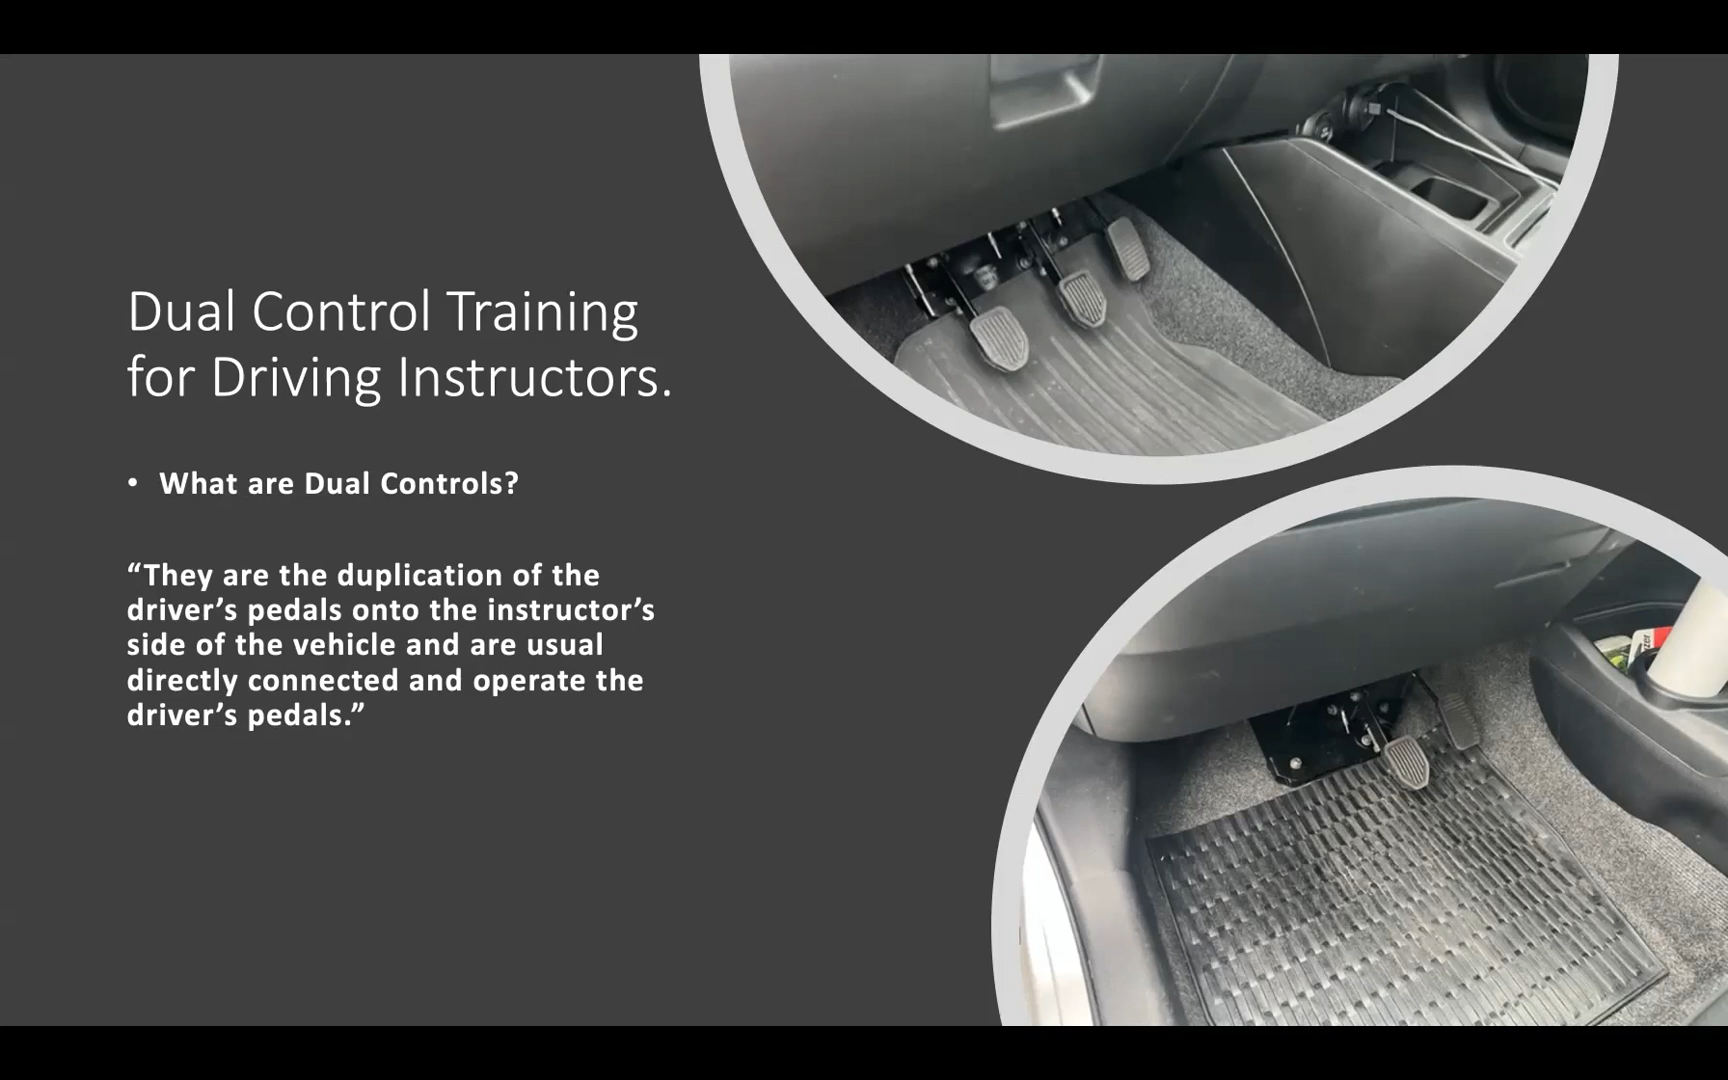 Dual Control Training
for Driving Instructors.
• What are Dual Controls?
“They are the duplication of the
driver’s pedals onto the instructor’s
side of the vehicle and are usual
directly connected and operate the
driver’s pedals.”